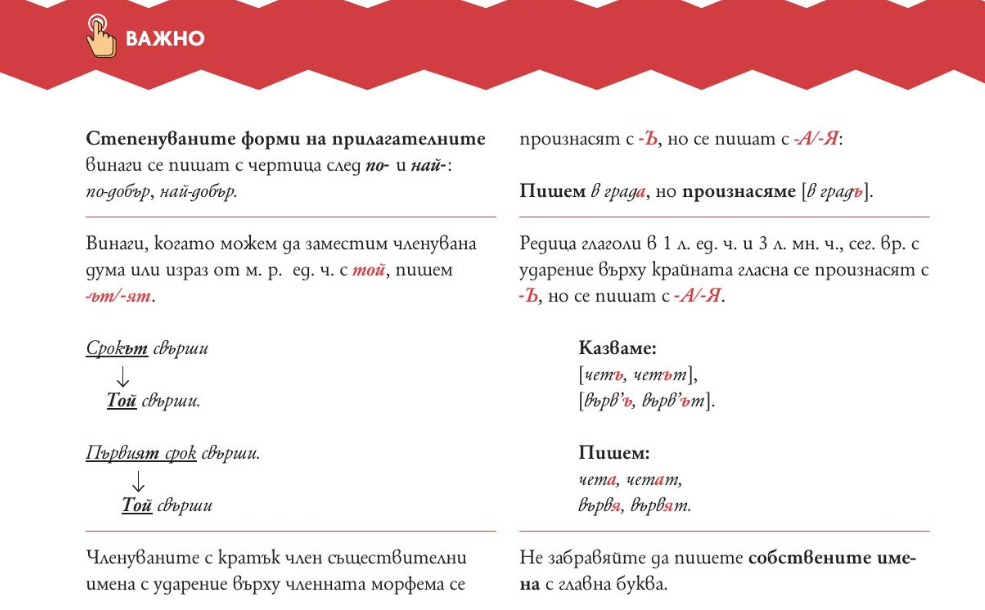 ВАЖНО
Степенуваните форми на прилагателните
винаги се пишат с чертица след по- и най-:
по-добър, най-добър.
Винаги, когато можем да заместим членувана
дума или израз от м. р. ед. ч. с той, пишем
-ът/-ят.
Срокът свърши
Той свърши.
Първият срок свърши.
Той свърши
Членуваните с кратък член съществителни
имена с ударение върху членната морфема се
произнасят с -Ъ, но се пишат с -А/-Я:
Пишем в града, но произнасяме [в градъ].
Редица глаголи в 1 л. ед. ч. и 3 л. мн. ч., сег. вр. с
ударение върху крайната гласна се произнасят с
-Ъ, но се пишат с -А/-Я.
Казваме:
[четъ, четът],
[върв’ъ, върв’ът].
Пишем:
чета, четат,
вървя, вървят.
Не забравяйте да пишете собствените име-
на с главна буква.